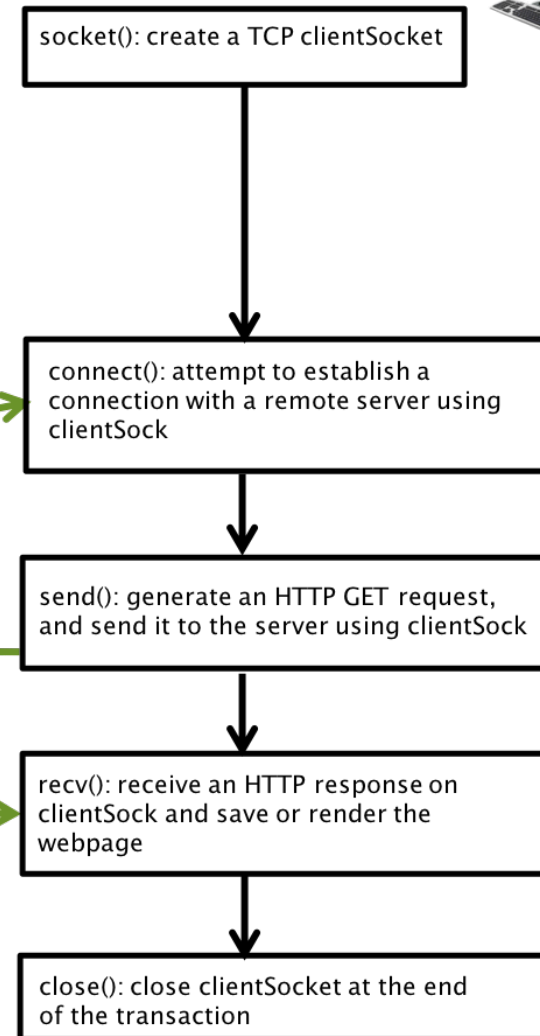 socket(): create a TCP clientSocket
connect(): attempt to establish a
connection with a remote server using
clientSock
send(): generate an HTTP GET request,
and send it to the server using clientSock
recv(): receive an HTTP response on
clientSock and save or render the
webpage
close(): close clientSocket at the end
of the transaction